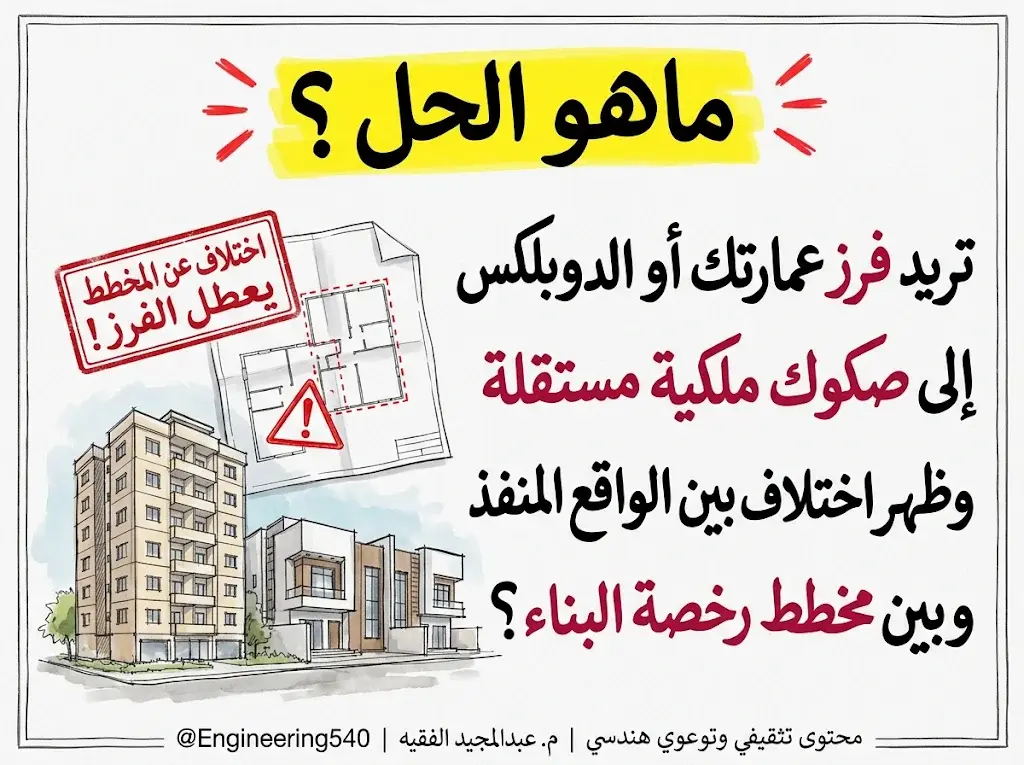 ماهو الحل ؟
اختلاف عن المخطط
يعطل الفرز !
تريد فرز عمارتك أو الدوبلكس
إلى صكوك ملكية مستقلة
وظهر اختلاف بين الواقع المنفذ
وبين مخطط رخصة البناء ؟
محتوى تثقيفي وتوعوي هندسي | م. عبدالمجيد الفقيه | @Engineering540